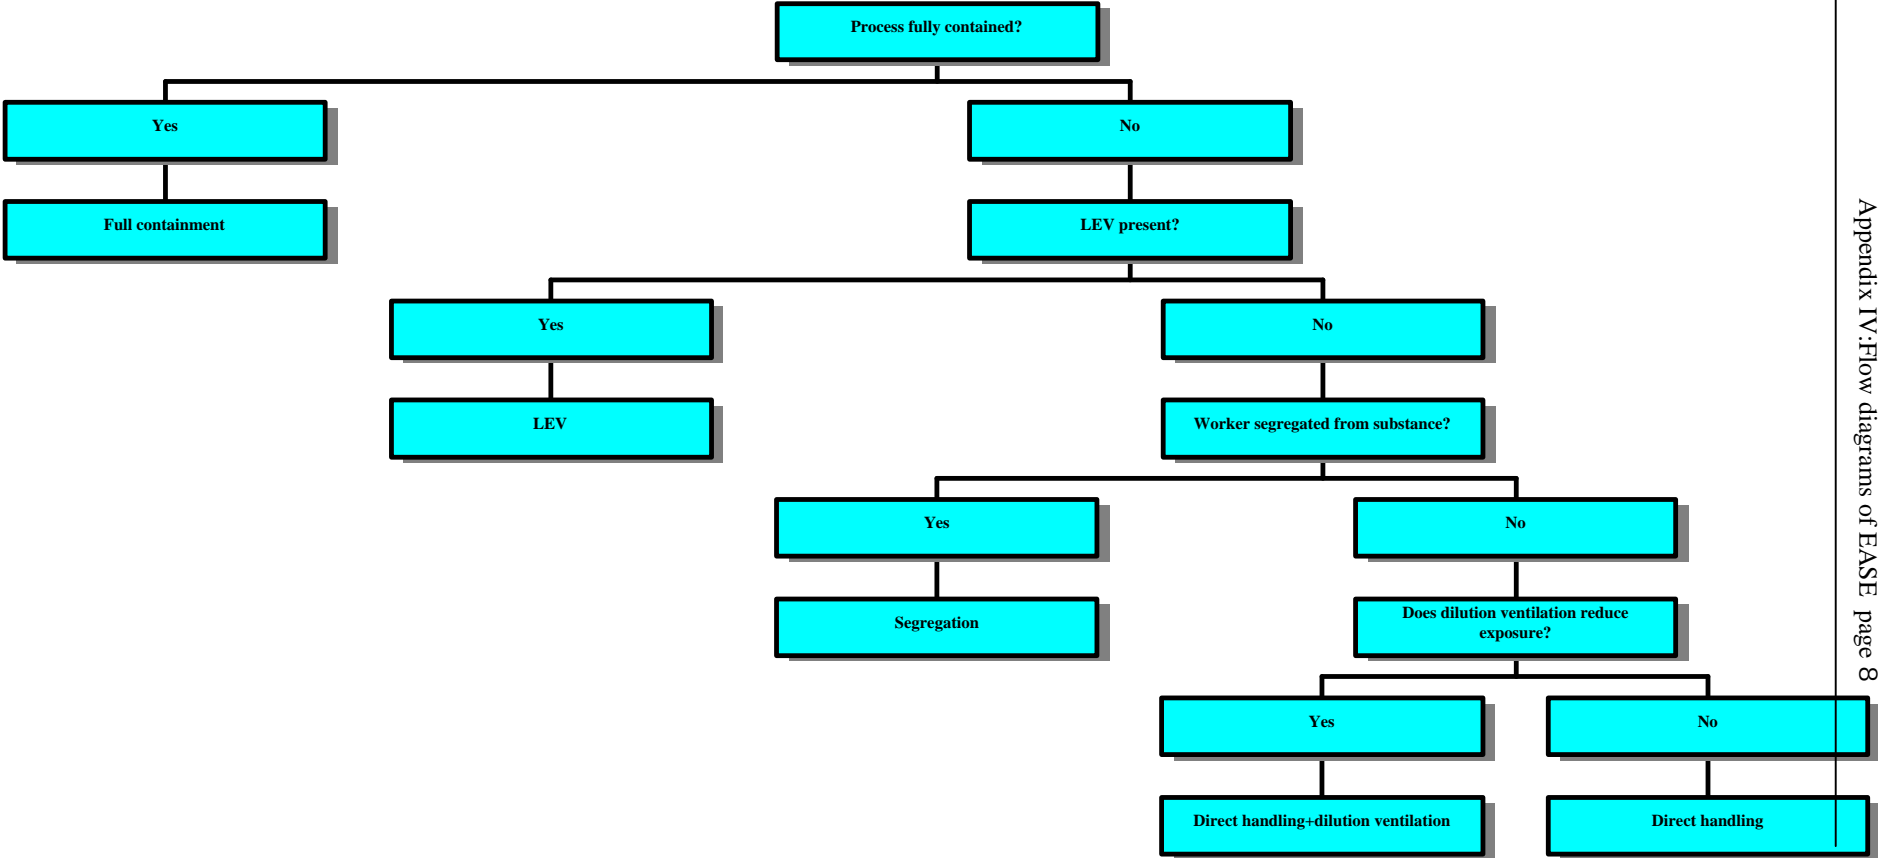 Process fully contained?
Yes
No
Full containment
LEV present?
Yes
No
LEV
Worker segregated from substance?
Yes
No
Segregation
Does dilution ventilation reduce
exposure?
Yes
No
Direct handling+dilution ventilation
Direct handling
Appendix IV:Flow diagrams of EASE page 8